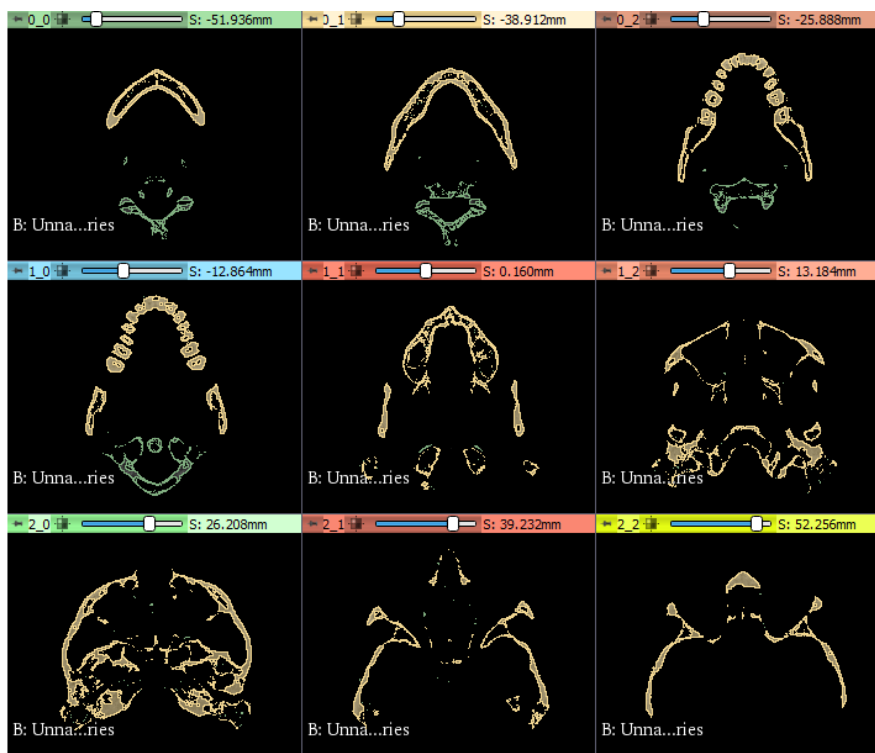 0_0 S: -51.936mm
0_1 S: -38.912mm
0_2 S: -25.888mm
B: Unna...ries
B: Unna...ries
B: Unna...ries
1_0 S: -12.864mm
1_1 S: 0.160mm
1_2 S: 13.184mm
B: Unna...ries
B: Unna...ries
B: Unna...ries
2_0 S: 26.208mm
2_1 S: 39.232mm
2_2 S: 52.256mm
B: Unna...ries
B: Unna...ries
B: Unna...ries